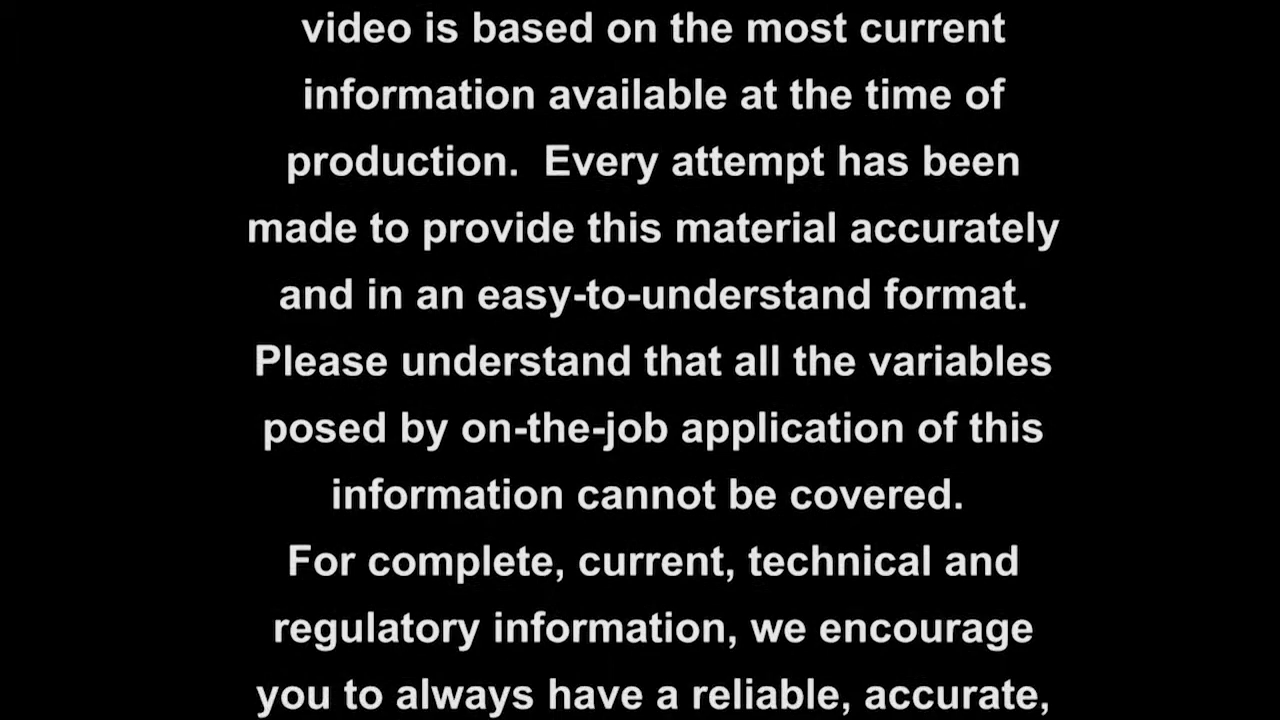 video is based on the most current
information available at the time of
production.  Every attempt has been
made to provide this material accurately
and in an easy-to-understand format.
Please understand that all the variables
posed by on-the-job application of this
information cannot be covered.
For complete, current, technical and
regulatory information, we encourage
you to always have a reliable, accurate,